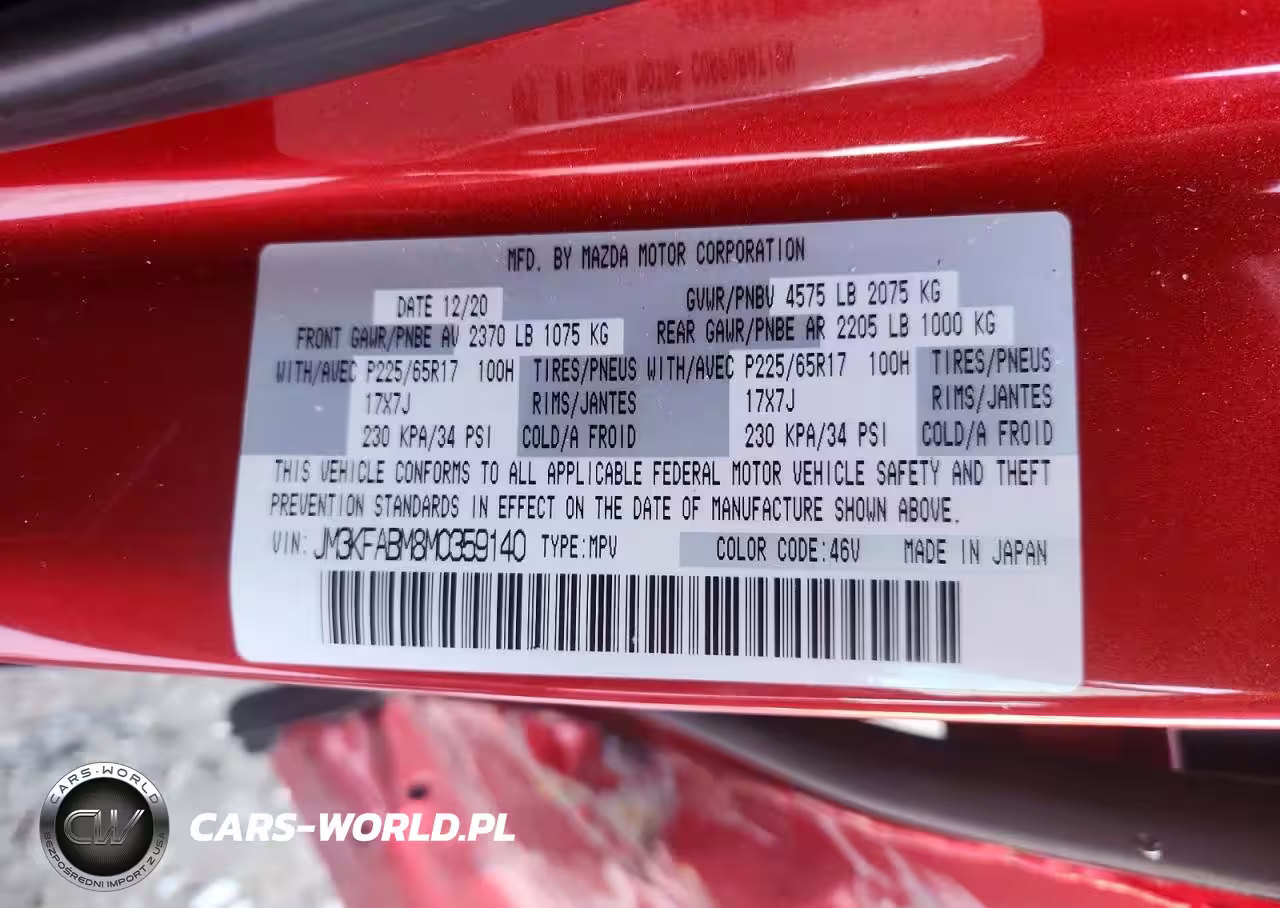 MFD. BY MAZDA MOTOR CORPORATION
DATE 12/20 GVWR/PNBV 4575 LB 2075 KG
FRONT GAWR/PNBE AV 2370 LB 1075 KG REAR GAWR/PNBE AR 2205 LB 1000 KG
WITH/AVEC P225/65R17 100H TIRES/PNEUS WITH/AVEC P225/65R17 100H TIRES/PNEUS
17X7J RIMS/JANTES 17X7J RIMS/JANTES
230 KPA/34 PSI COLD/A FROID 230 KPA/34 PSI COLD/A FROID
THIS VEHICLE CONFORMS TO ALL APPLICABLE FEDERAL MOTOR VEHICLE SAFETY AND THEFT
PREVENTION STANDARDS IN EFFECT ON THE DATE OF MANUFACTURE SHOWN ABOVE.
VIN: JM3KFABM8M0359140 TYPE:MPV COLOR CODE:46V MADE IN JAPAN
CARS-WORLD
CW
BEZPOŚREDNI IMPORT Z USA
CARS-WORLD.PL